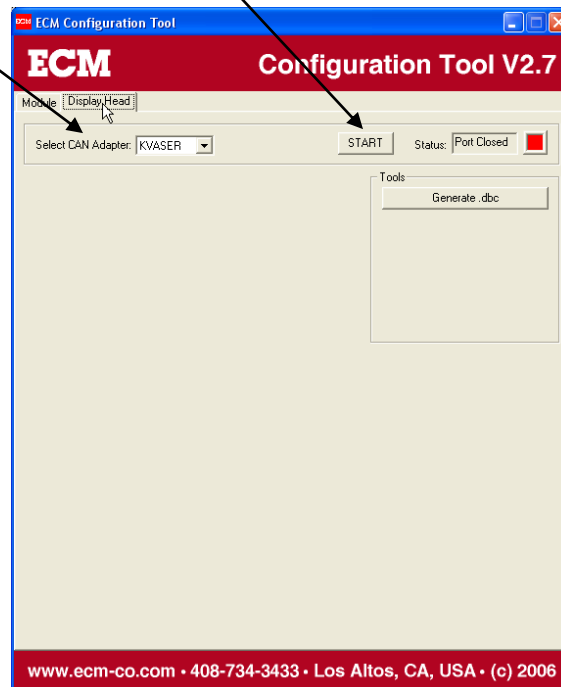 ECM ECM Configuration Tool
ECM Configuration Tool V2.7
Module Display Head
Select CAN Adapter: KVASER START Status: Port Closed
Tools
Generate .dbc
www.ecm-co.com • 408-734-3433 • Los Altos, CA, USA • (c) 2006